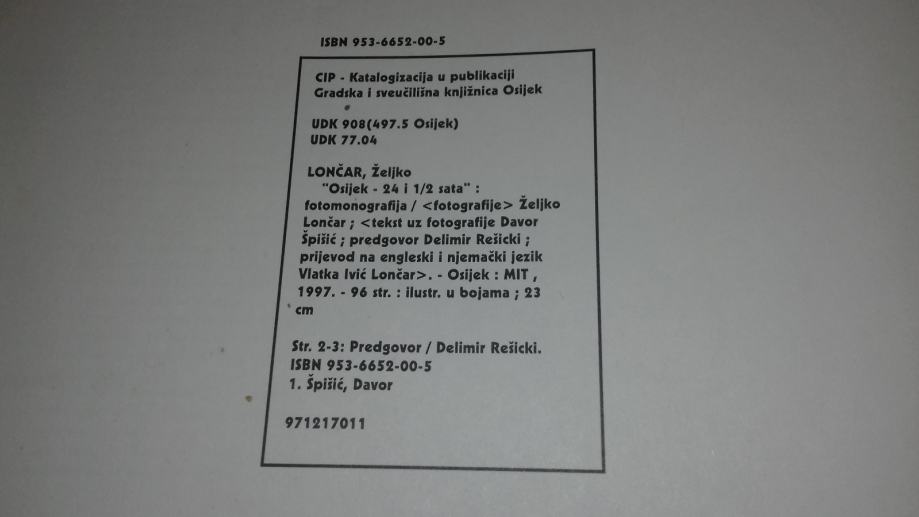 ISBN 953-6652-00-5
CIP - Katalogizacija u publikaciji
Gradska i sveučilišna knjižnica Osijek
UDK 908(497.5 Osijek)
UDK 77.04
LONČAR, Željko
"Osijek - 24 i 1/2 sata" :
fotomonografija / <fotografije> Željko
Lončar ; <tekst uz fotografije Davor
Špišić ; predgovor Delimir Rešicki ;
prijevod na engleski i njemački jezik
Vlatka Ivić Lončar>. - Osijek : MIT ,
1997. - 96 str. : ilustr. u bojama ; 23
cm
Str. 2-3: Predgovor / Delimir Rešicki.
ISBN 953-6652-00-5
1. Špišić, Davor
971217011